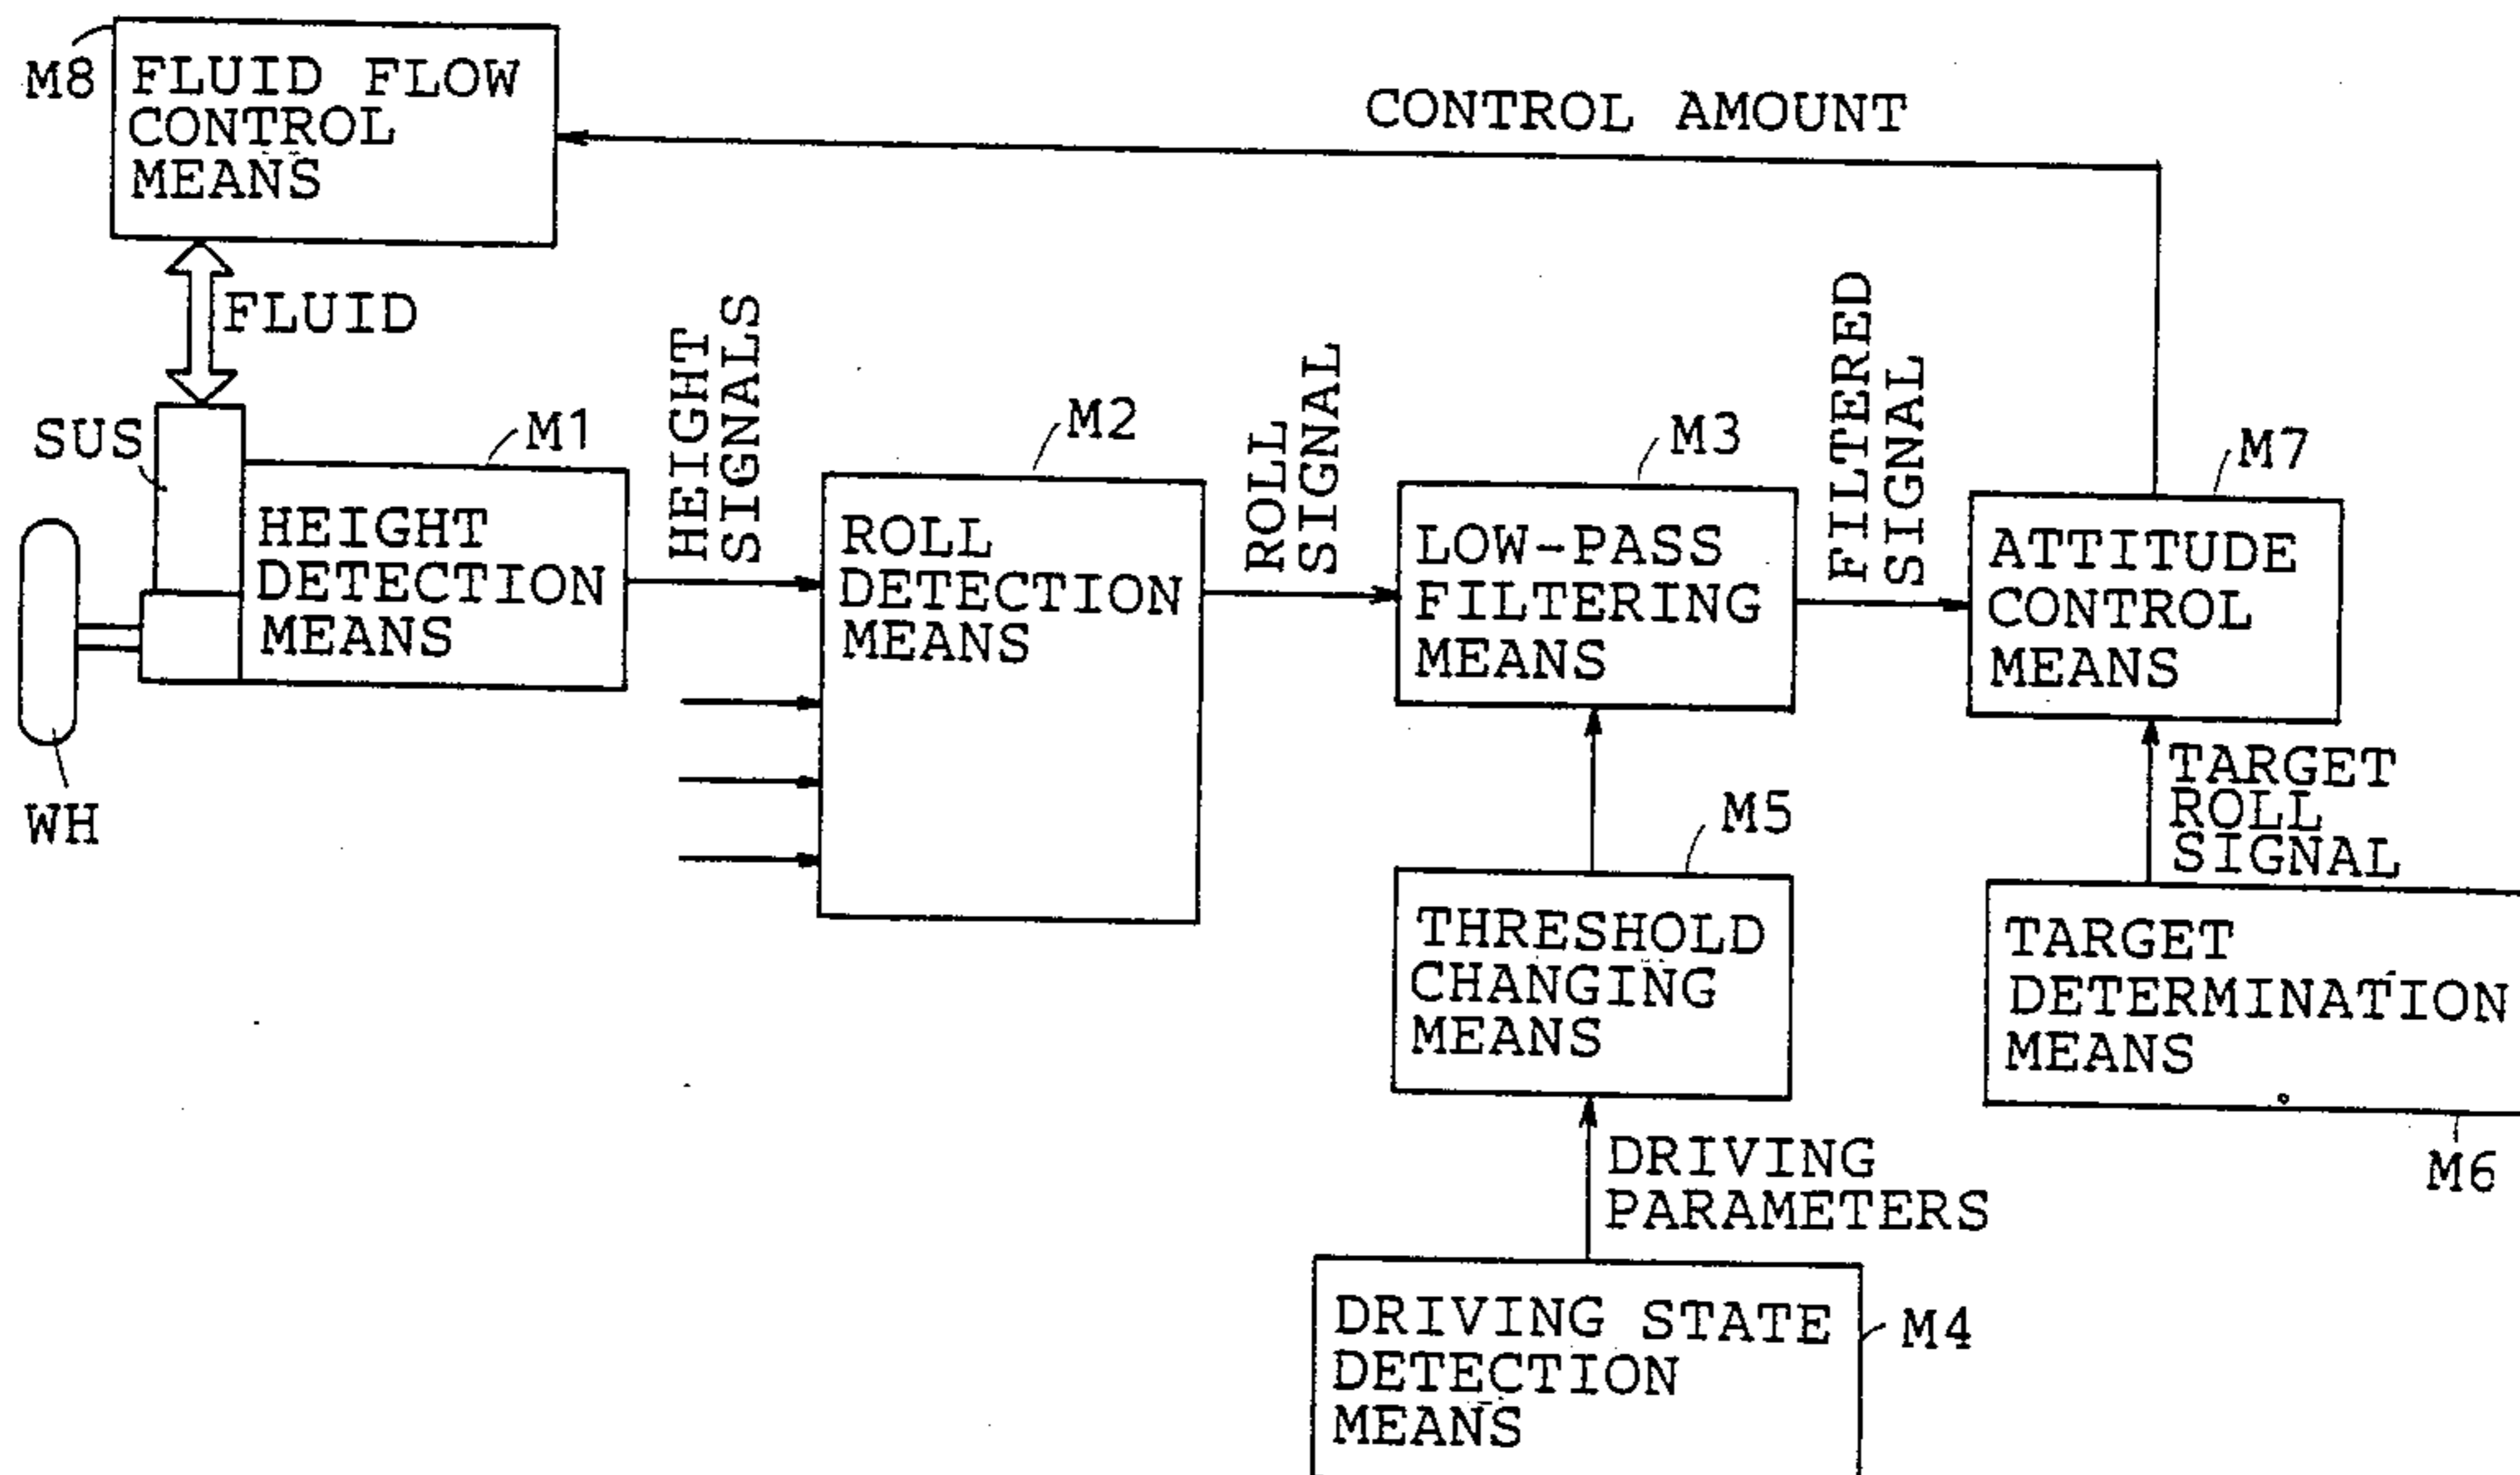 M8
FLUID FLOW
CONTROL
MEANS
CONTROL AMOUNT
FLUID
SUS
M1
HEIGHT
DETECTION
MEANS
WH
HEIGHT
SIGNALS
M2
ROLL
DETECTION
MEANS
ROLL
SIGNAL
M3
LOW-PASS
FILTERING
MEANS
FILTERED
SIGNAL
M7
ATTITUDE
CONTROL
MEANS
TARGET
ROLL
SIGNAL
M5
THRESHOLD
CHANGING
MEANS
TARGET
DETERMINATION
MEANS
M6
DRIVING
PARAMETERS
DRIVING STATE
DETECTION
MEANS
M4